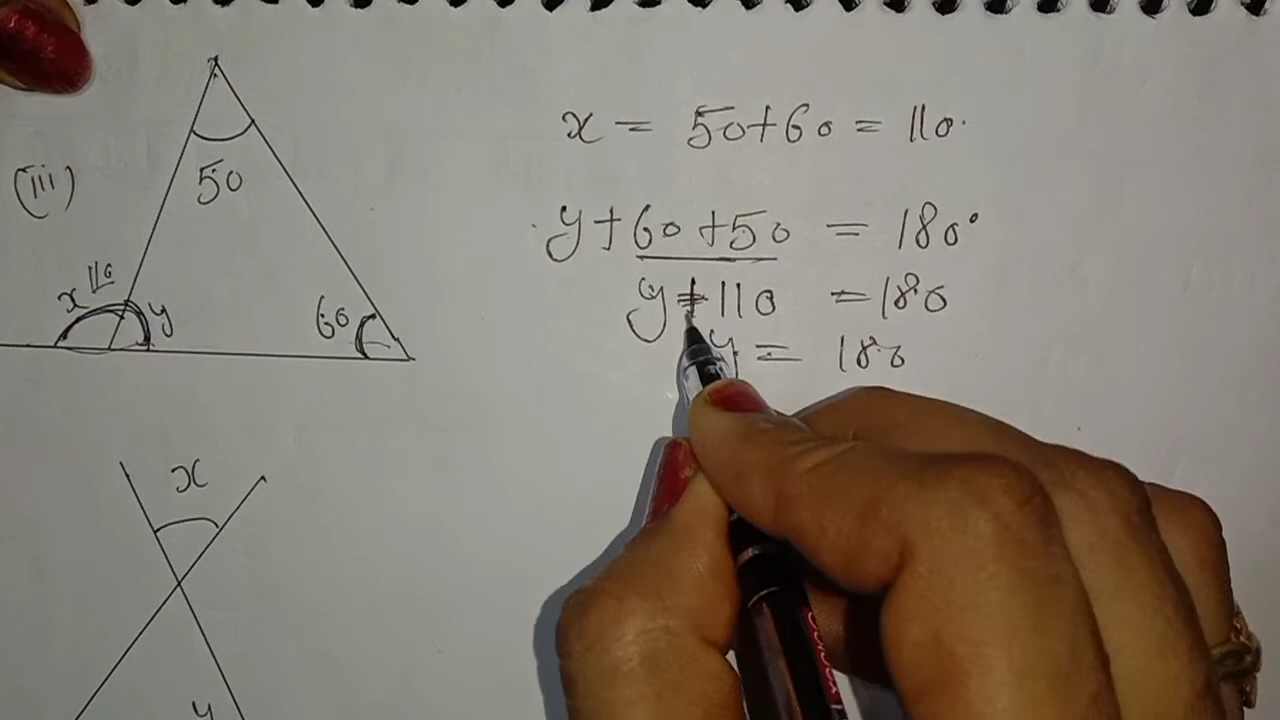 x = 50+60 = 110.
(iii)
50
y+60+50 = 180°
x 110
y
60
y+110 = 180
y = 180
x
y